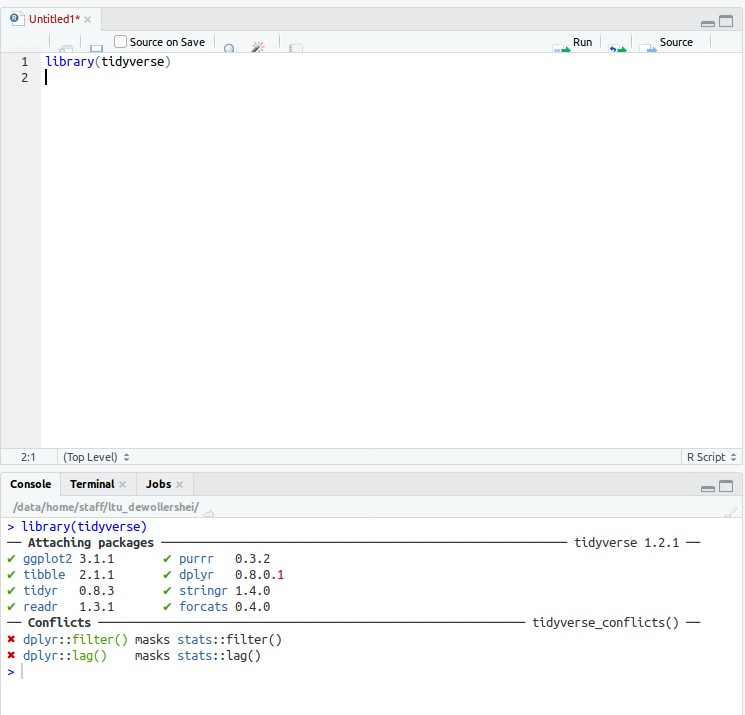 Untitled1*
Source on Save Run Source
1 library(tidyverse)
2
2:1 (Top Level) R Script
Console Terminal Jobs
/data/home/staff/ltu_dewollershei/
> library(tidyverse)
── Attaching packages ── tidyverse 1.2.1 ──
✔ ggplot2 3.1.1 ✔ purrr 0.3.2
✔ tibble 2.1.1 ✔ dplyr 0.8.0.1
✔ tidyr 0.8.3 ✔ stringr 1.4.0
✔ readr 1.3.1 ✔ forcats 0.4.0
── Conflicts ── tidyverse_conflicts() ──
✖ dplyr::filter() masks stats::filter()
✖ dplyr::lag() masks stats::lag()
>